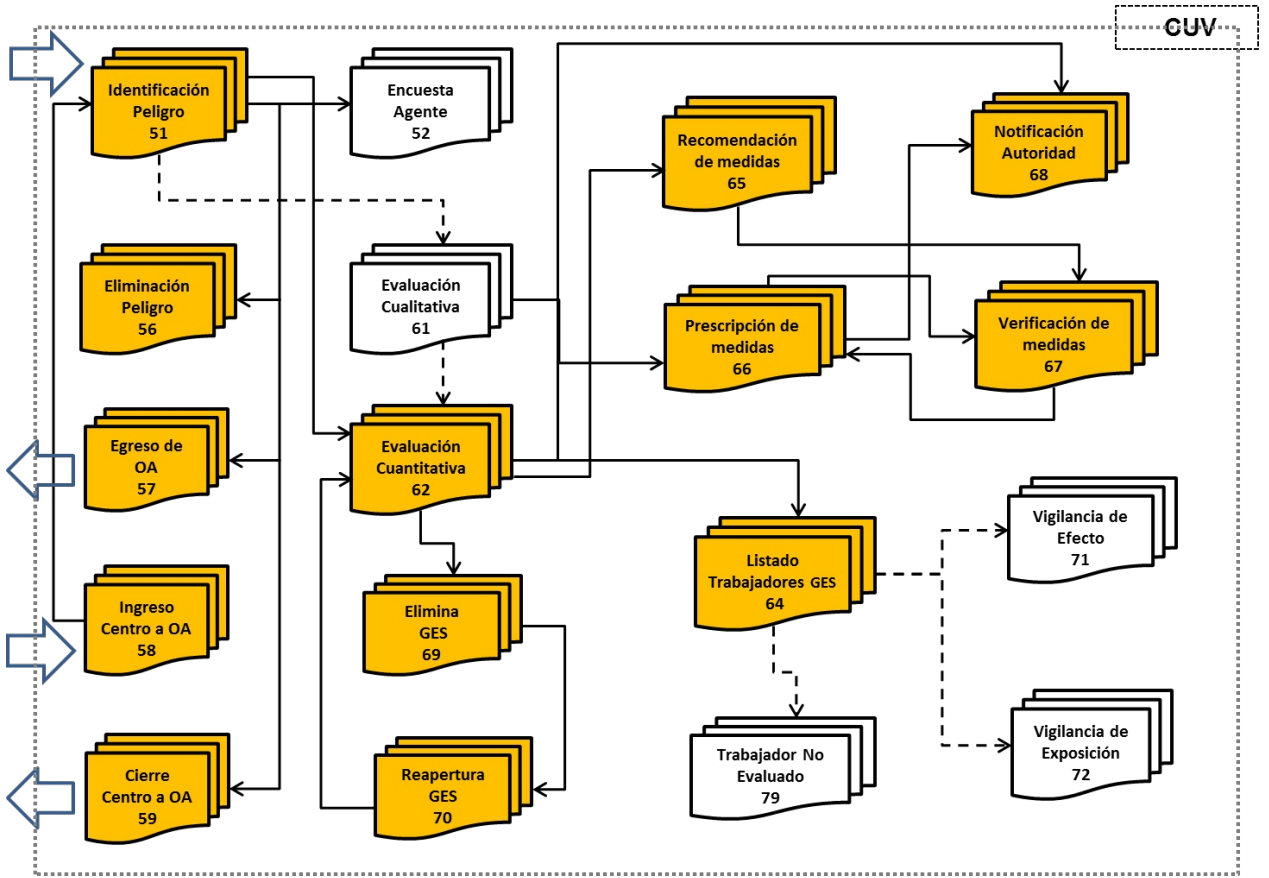 CUV
Identificación
Peligro
51
Encuesta
Agente
52
Recomendación
de medidas
65
Notificación
Autoridad
68
Eliminación
Peligro
56
Evaluación
Cualitativa
61
Prescripción de
medidas
66
Verificación de
medidas
67
Egreso de
OA
57
Evaluación
Cuantitativa
62
Vigilancia de
Efecto
71
Listado
Trabajadores GES
64
Ingreso
Centro a OA
58
Elimina
GES
69
Vigilancia de
Exposición
72
Trabajador No
Evaluado
79
Cierre
Centro a OA
59
Reapertura
GES
70